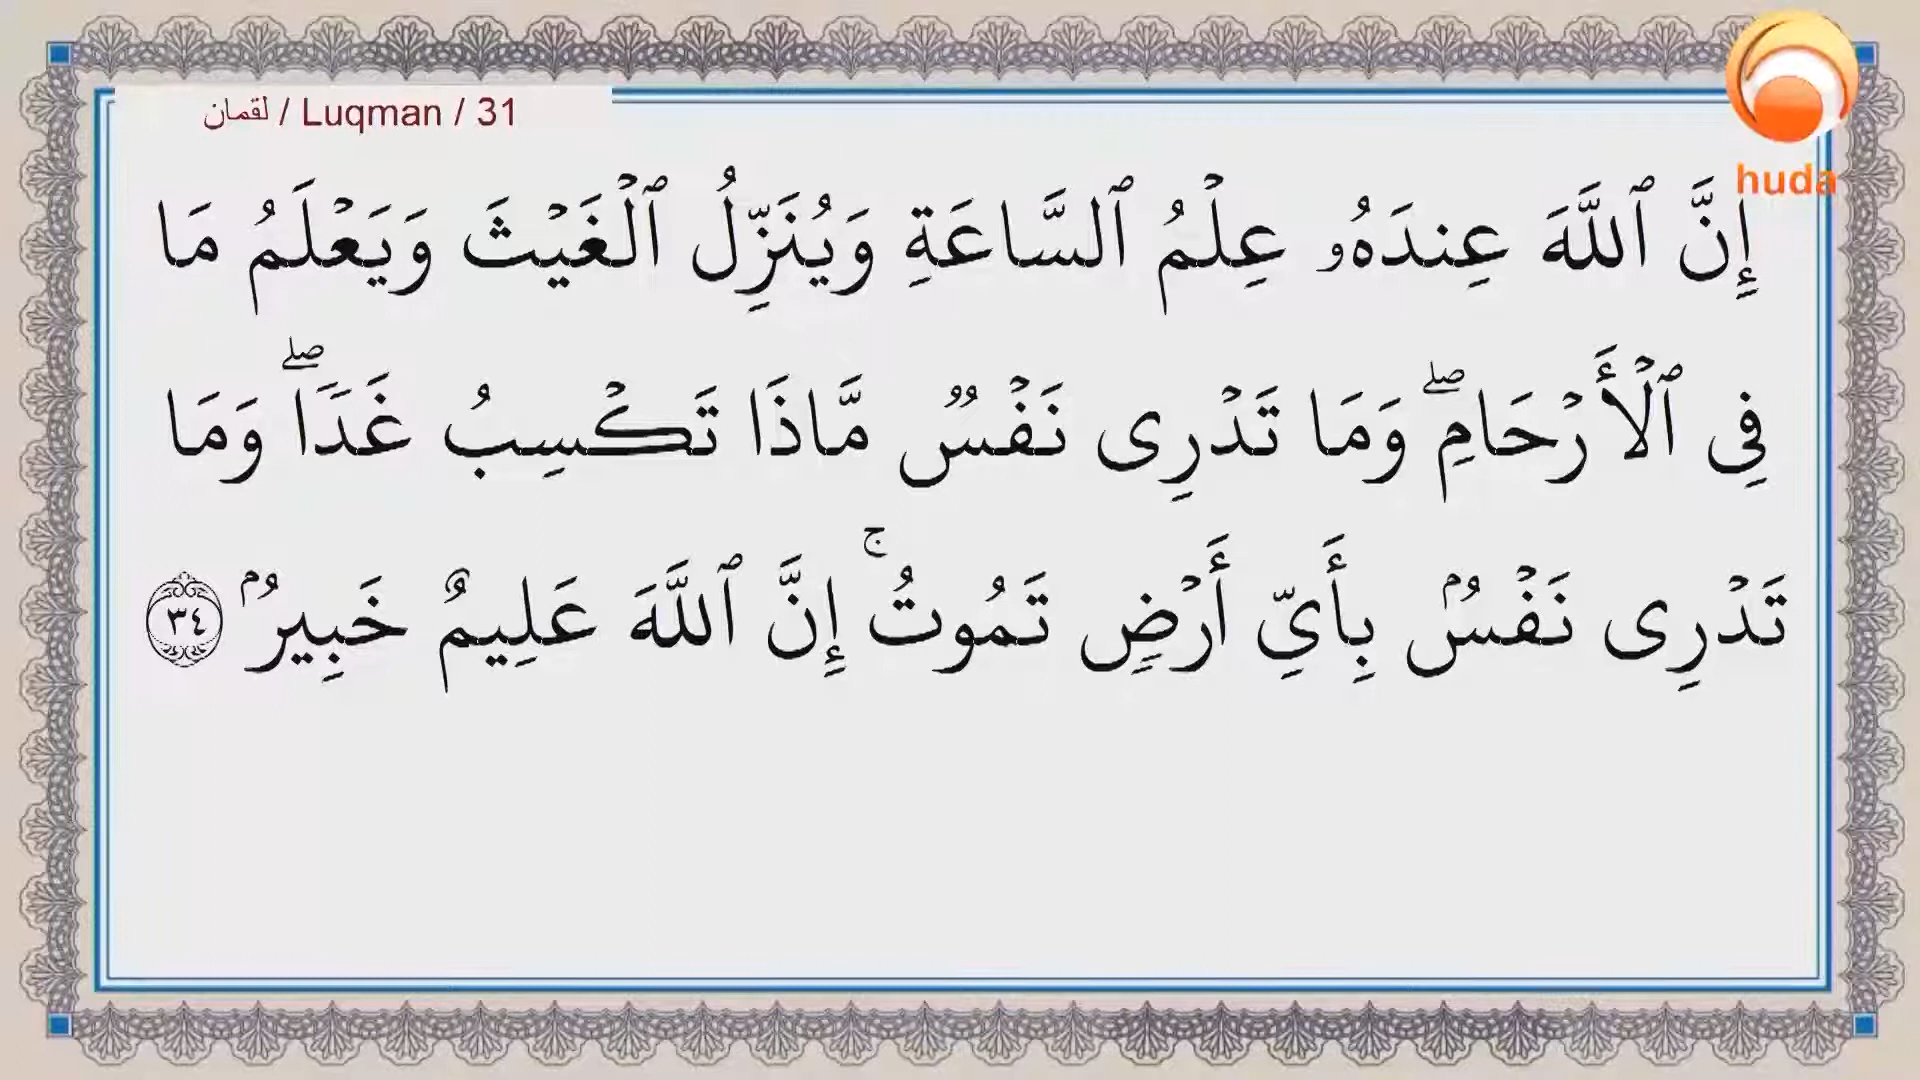 لقمان / Luqman / 31
huda
إِنَّ ٱللَّهَ عِندَهُۥ عِلۡمُ ٱلسَّاعَةِ وَيُنَزِّلُ ٱلۡغَيۡثَ وَيَعۡلَمُ مَا
فِى ٱلۡأَرۡحَامِۖ وَمَا تَدۡرِى نَفۡسٞ مَّاذَا تَكۡسِبُ غَدٗاۖ وَمَا
تَدۡرِى نَفۡسُۢ بِأَيِّ أَرۡضٖ تَمُوتُۚ إِنَّ ٱللَّهَ عَلِيمٌ خَبِيرُۢ ٣٤